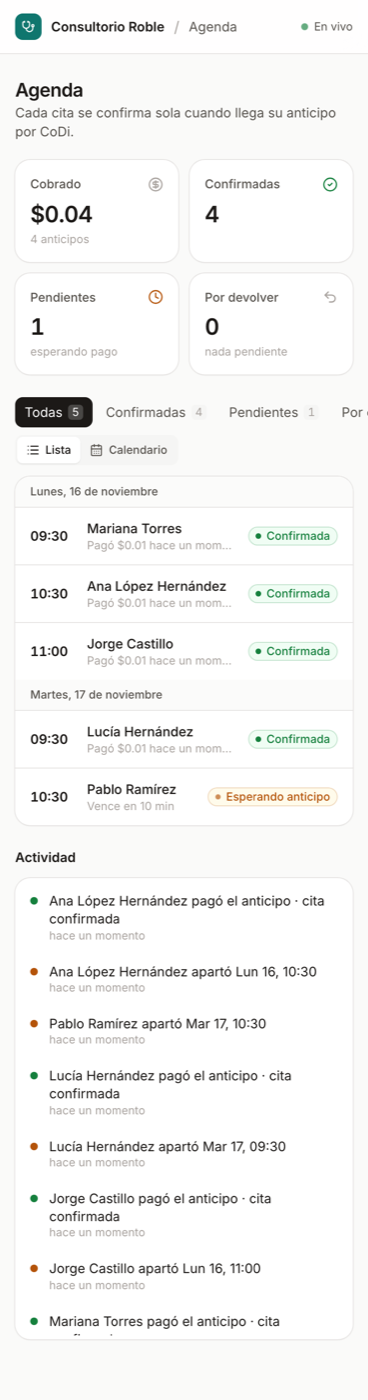 Consultorio Roble / Agenda
En vivo
Agenda
Cada cita se confirma sola cuando llega su anticipo
por CoDi.
Cobrado
$0.04
4 anticipos
Confirmadas
4
Pendientes
1
esperando pago
Por devolver
0
nada pendiente
Todas 5
Confirmadas 4
Pendientes 1
Por
Lista
Calendario
Lunes, 16 de noviembre
09:30
Mariana Torres
Pagó $0.01 hace un mom...
Confirmada
10:30
Ana López Hernández
Pagó $0.01 hace un mom...
Confirmada
11:00
Jorge Castillo
Pagó $0.01 hace un mom...
Confirmada
Martes, 17 de noviembre
09:30
Lucía Hernández
Pagó $0.01 hace un mom...
Confirmada
10:30
Pablo Ramírez
Vence en 10 min
Esperando anticipo
Actividad
Ana López Hernández pagó el anticipo · cita
confirmada
hace un momento
Ana López Hernández apartó Lun 16, 10:30
hace un momento
Pablo Ramírez apartó Mar 17, 10:30
hace un momento
Lucía Hernández pagó el anticipo · cita
confirmada
hace un momento
Lucía Hernández apartó Mar 17, 09:30
hace un momento
Jorge Castillo pagó el anticipo · cita
confirmada
hace un momento
Jorge Castillo apartó Lun 16, 11:00
hace un momento
Mariana Torres pagó el anticipo · cita